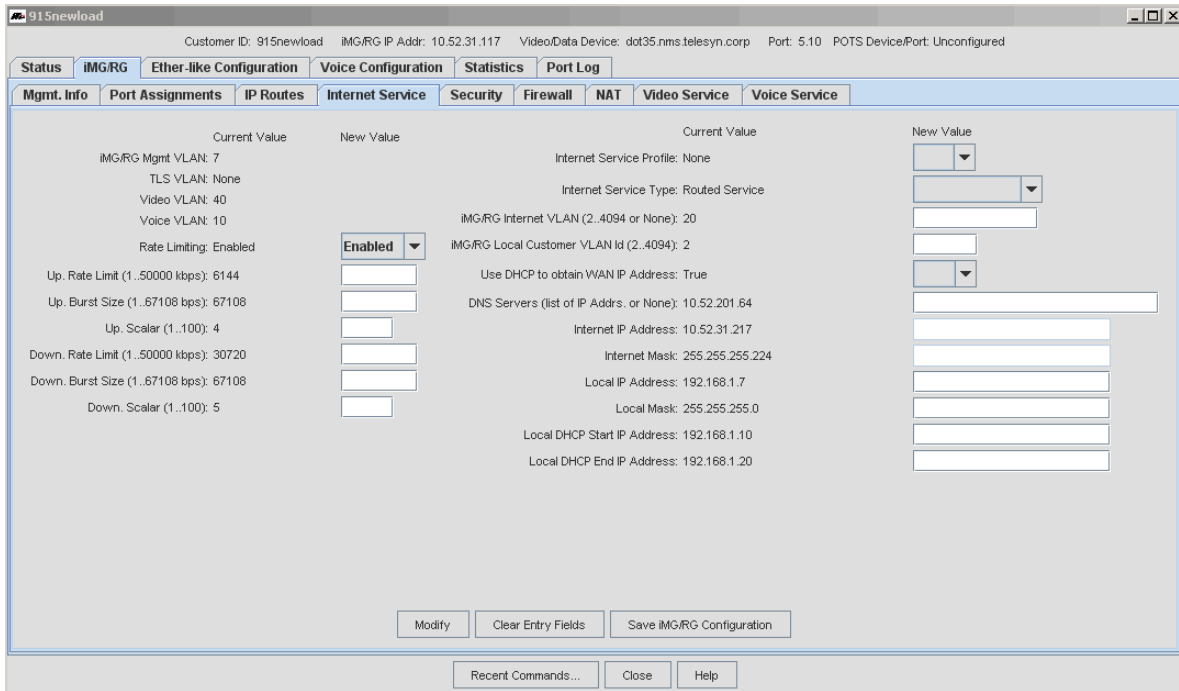 915newload
Customer ID: 915newload iMG/RG IP Addr: 10.52.31.117 Video/Data Device: dot35.nms.telesyn.corp Port: 5.10 POTS Device/Port: Unconfigured
Status iMG/RG Ether-like Configuration Voice Configuration Statistics Port Log
Mgmt. Info Port Assignments IP Routes Internet Service Security Firewall NAT Video Service Voice Service
Current Value New Value
iMG/RG Mgmt VLAN: 7
TLS VLAN: None
Video VLAN: 40
Voice VLAN: 10
Rate Limiting: Enabled Enabled
Up. Rate Limit (1..50000 kbps): 6144
Up. Burst Size (1..67108 bps): 67108
Up. Scalar (1..100): 4
Down. Rate Limit (1..50000 kbps): 30720
Down. Burst Size (1..67108 bps): 67108
Down. Scalar (1..100): 5
Current Value New Value
Internet Service Profile: None
Internet Service Type: Routed Service
iMG/RG Internet VLAN (2..4094 or None): 20
iMG/RG Local Customer VLAN Id (2..4094): 2
Use DHCP to obtain WAN IP Address: True
DNS Servers (list of IP Addrs. or None): 10.52.201.64
Internet IP Address: 10.52.31.217
Internet Mask: 255.255.255.224
Local IP Address: 192.168.1.7
Local Mask: 255.255.255.0
Local DHCP Start IP Address: 192.168.1.10
Local DHCP End IP Address: 192.168.1.20
Modify Clear Entry Fields Save iMG/RG Configuration
Recent Commands... Close Help